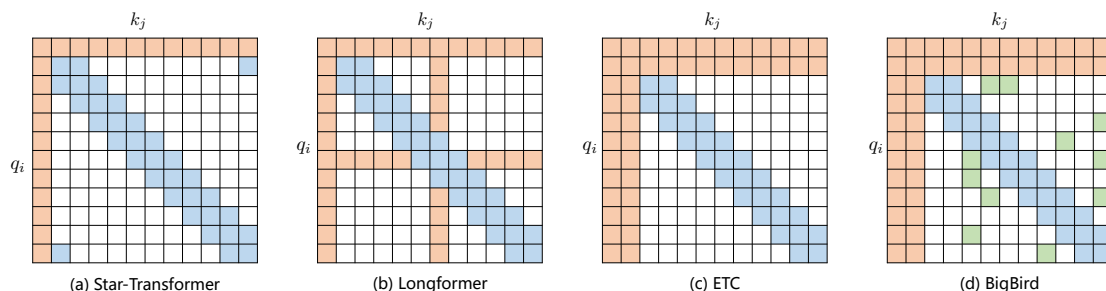 k_j k_j k_j k_j
q_i q_i q_i q_i
(a) Star-Transformer (b) Longformer (c) ETC (d) BigBird